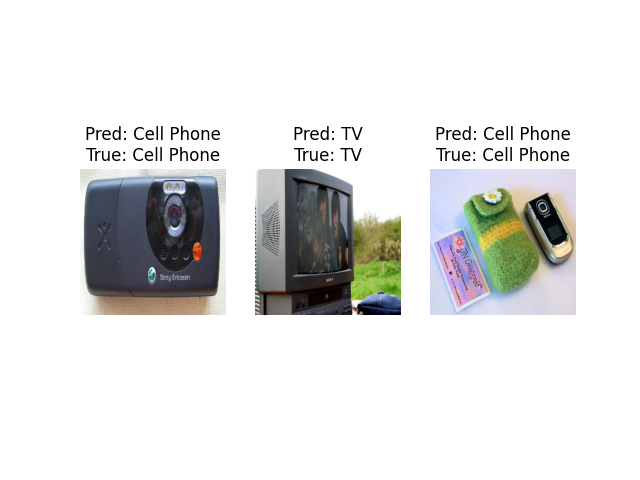 Pred: Cell Phone
True: Cell Phone
Pred: TV
True: TV
Pred: Cell Phone
True: Cell Phone
Sony Ericsson